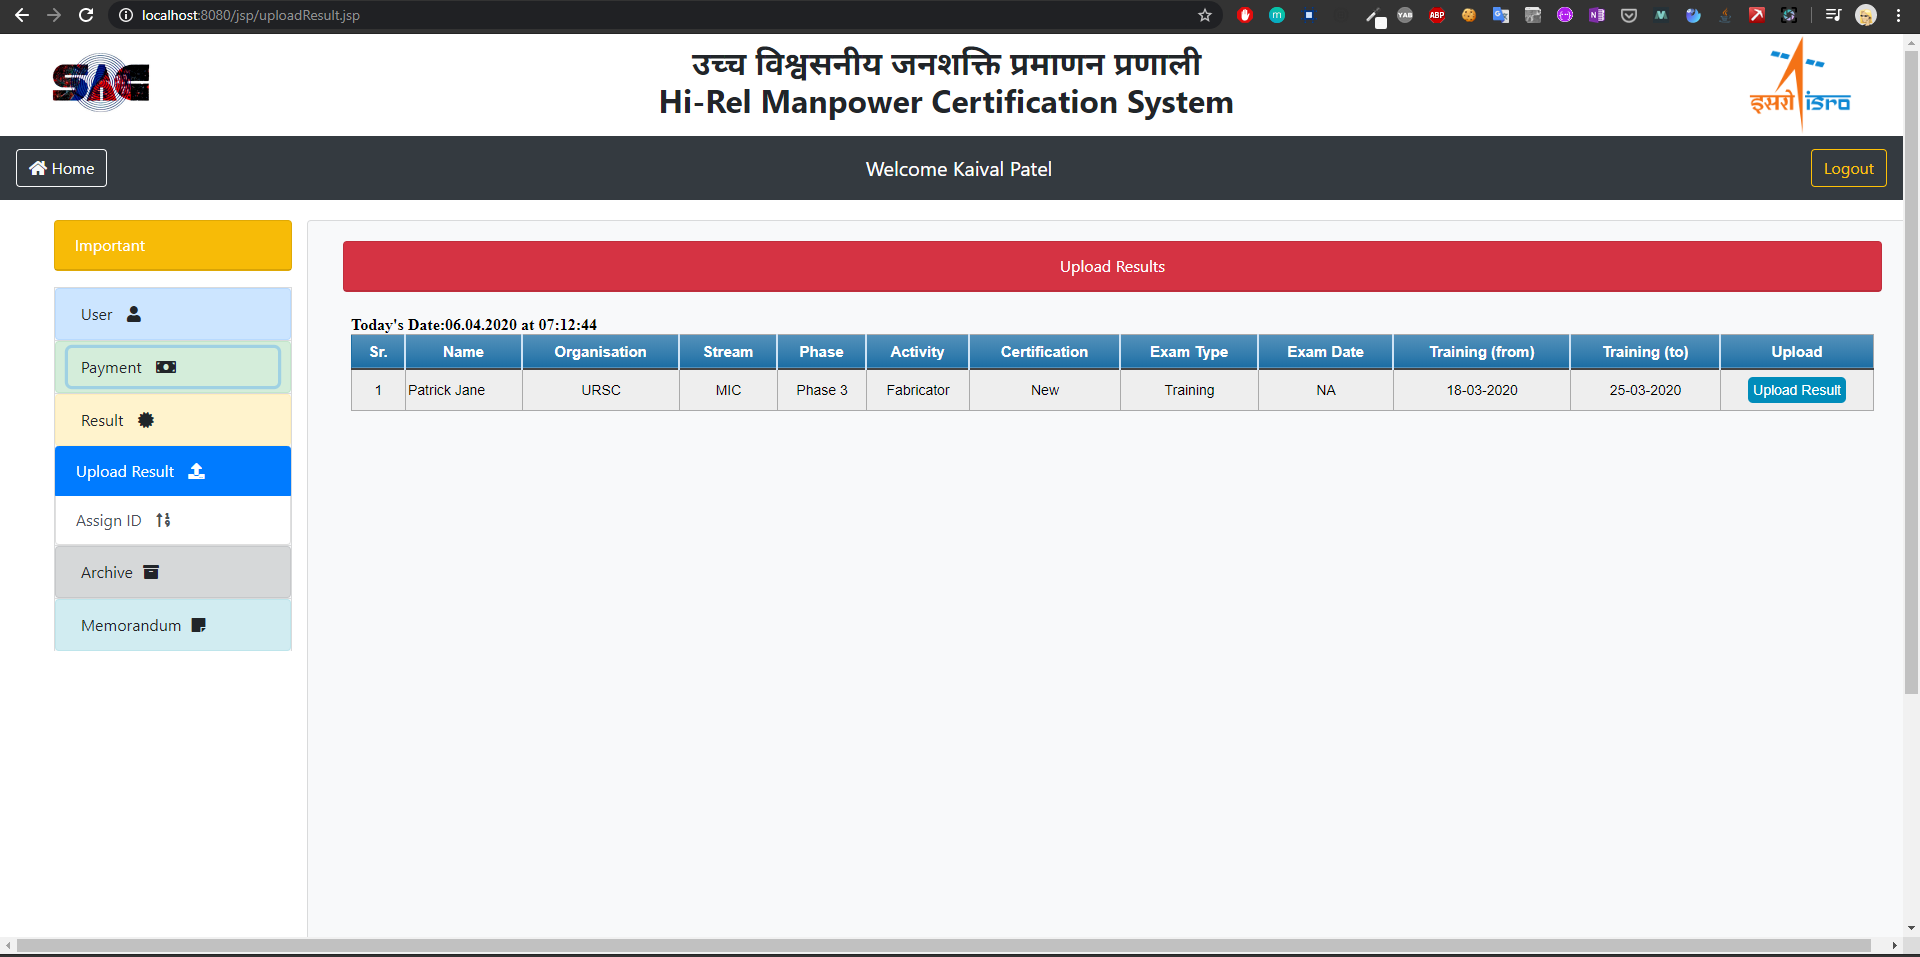 localhost:8080/jsp/uploadResult.jsp
SAC
उच्च विश्वसनीय जनशक्ति प्रमाणन प्रणाली
Hi-Rel Manpower Certification System
इसरो isro
Home
Welcome Kaival Patel
Logout
Important
User
Payment
Result
Upload Result
Assign ID
Archive
Memorandum
Upload Results
Today's Date:06.04.2020 at 07:12:44
Sr. Name Organisation Stream Phase Activity Certification Exam Type Exam Date Training (from) Training (to) Upload
1 Patrick Jane URSC MIC Phase 3 Fabricator New Training NA 18-03-2020 25-03-2020 Upload Result